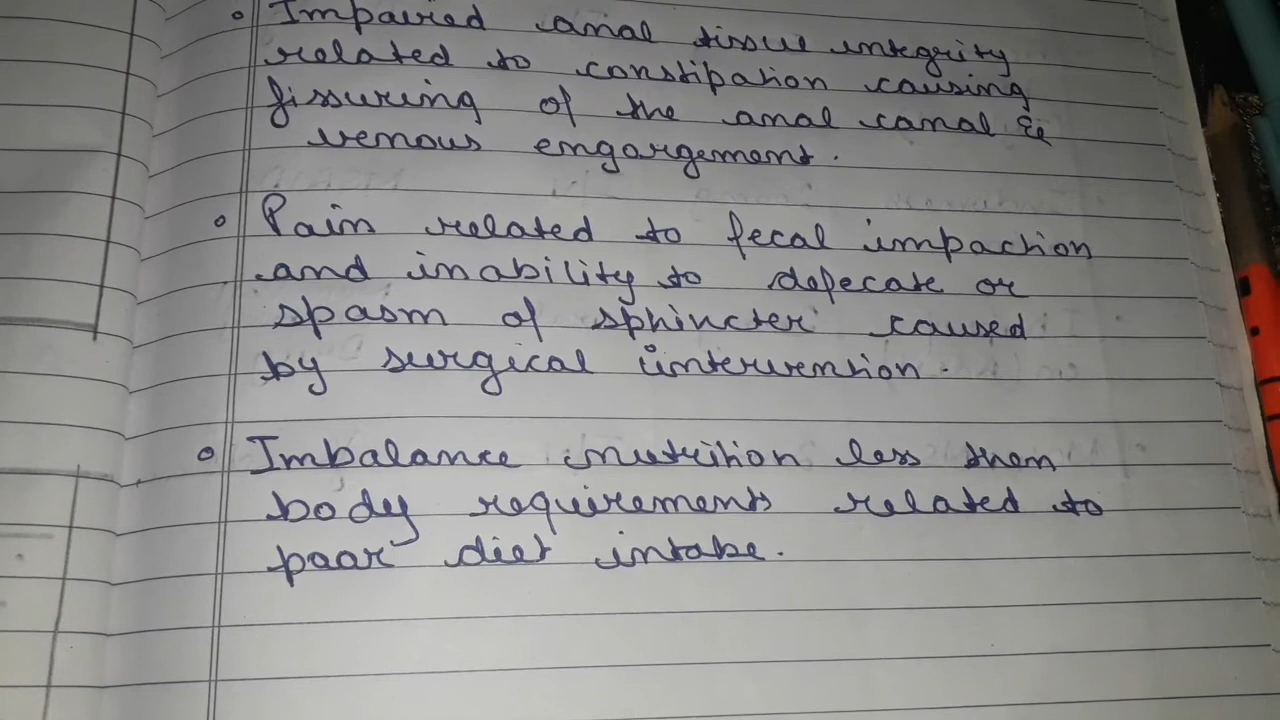 Impaired anal tissue integrity
related to constipation causing
fissuring of the anal canal &
venous engorgement.
Pain related to fecal impaction
and inability to defecate or
spasm of sphincter caused
by surgical intervention.
Imbalance nutrition less them
body requirements related to
poor diet intake.